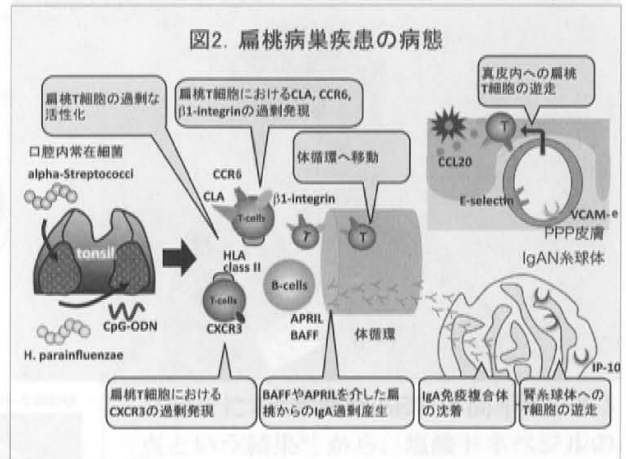 図2. 扁桃病巣疾患の病態
扁桃T細胞の過剰な
活性化
扁桃T細胞におけるCLA, CCR6,
β1-integrinの過剰発現
真皮内への扁桃
T細胞の遊走
体循環へ移動
口腔内常在細菌
alpha-Streptococci
CCR6
CLA
β1-integrin
T-cells
T
T
T
CCL20
E-selectin
VCAM-e
PPP皮膚
IgAN糸球体
tonsil
HLA
class II
T-cells
CXCR3
B-cells
APRIL
BAFF
体循環
CpG-ODN
H. parainfluenzae
IP-10
扁桃T細胞における
CXCR3の過剰発現
BAFFやAPRILを介した扁
桃からのIgA過剰産生
IgA免疫複合体
の沈着
腎糸球体への
T細胞の遊走